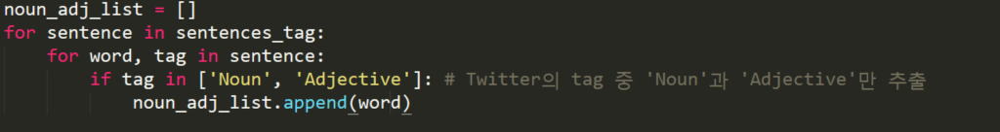 noun_adj_list = []
for sentence in sentences_tag:
    for word, tag in sentence:
        if tag in ['Noun', 'Adjective']: # Twitter의 tag 중 'Noun'과 'Adjective'만 추출
            noun_adj_list.append(word)